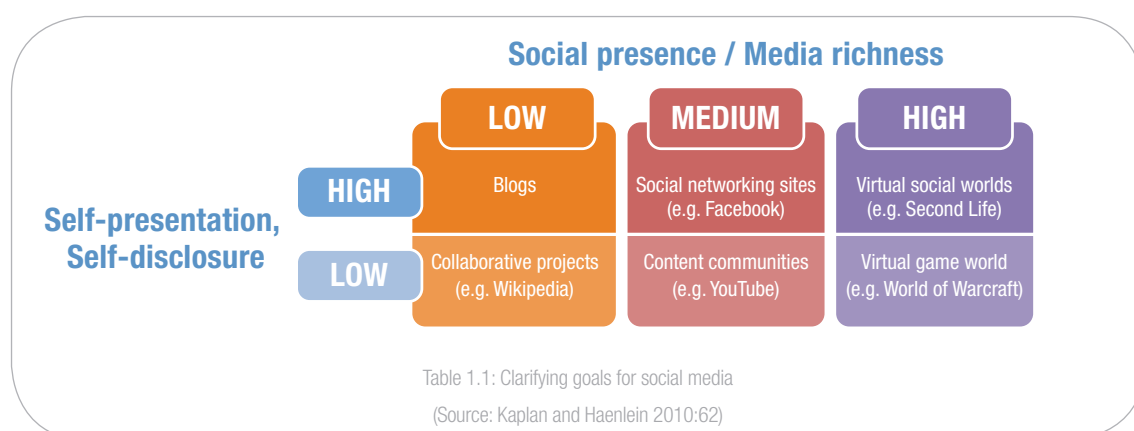 Social presence / Media richness
LOW
MEDIUM
HIGH
Self-presentation,
Self-disclosure
HIGH
Blogs
Social networking sites
(e.g. Facebook)
Virtual social worlds
(e.g. Second Life)
LOW
Collaborative projects
(e.g. Wikipedia)
Content communities
(e.g. YouTube)
Virtual game world
(e.g. World of Warcraft)
Table 1.1: Clarifying goals for social media
(Source: Kaplan and Haenlein 2010:62)